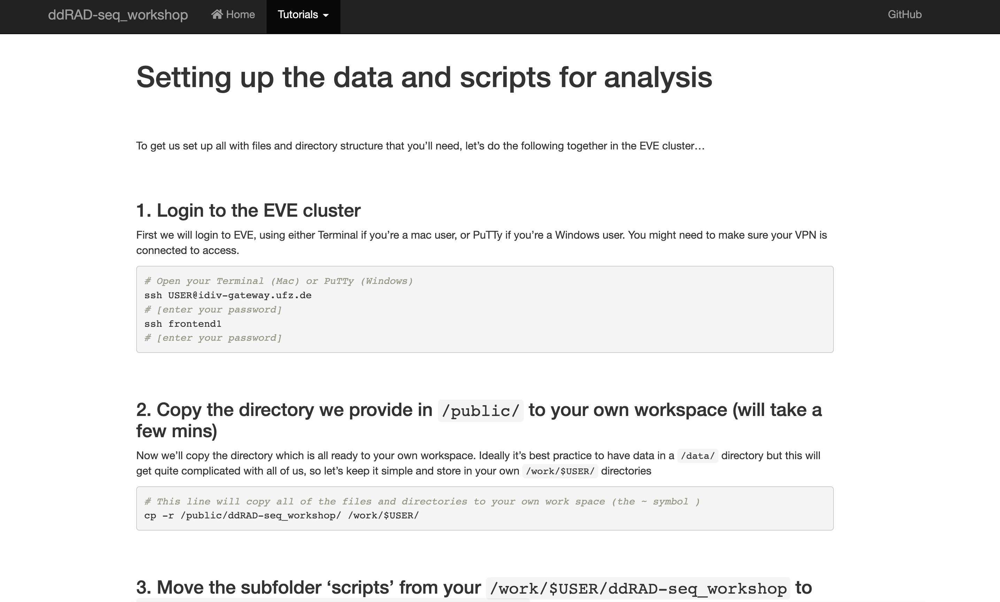 ddRAD-seq_workshop Home Tutorials GitHub
Setting up the data and scripts for analysis
To get us set up all with files and directory structure that you’ll need, let’s do the following together in the EVE cluster…
1. Login to the EVE cluster
First we will login to EVE, using either Terminal if you’re a mac user, or PuTTy if you’re a Windows user. You might need to make sure your VPN is
connected to access.
# Open your Terminal (Mac) or PuTTy (Windows)
ssh USER@idiv-gateway.ufz.de
# [enter your password]
ssh frontend1
# [enter your password]
2. Copy the directory we provide in /public/ to your own workspace (will take a
few mins)
Now we’ll copy the directory which is all ready to your own workspace. Ideally it’s best practice to have data in a /data/ directory but this will
get quite complicated with all of us, so let’s keep it simple and store in your own /work/$USER/ directories
# This line will copy all of the files and directories to your own work space (the ~ symbol )
cp -r /public/ddRAD-seq_workshop/ /work/$USER/
3. Move the subfolder ‘scripts’ from your /work/$USER/ddRAD-seq_workshop to